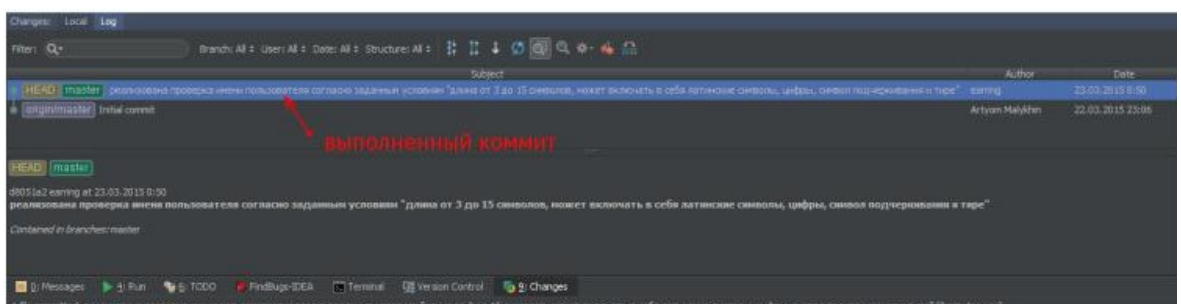 Changes: Local Log
Filter: Branch: All User: All Date: All Structure: All
Subject Author Date
HEAD master реализована проверка имени пользователя согласно заданным условиям "длина от 3 до 15 символов, может включать в себя латинские символы, цифры, символ подчеркивания и тире" earring 23.03.2015 0:50
origin/master Initial commit Artyom Malykhin 22.03.2015 23:06
выполненный коммит
HEAD master
d8051a2 earring at 23.03.2015 0:50
реализована проверка имени пользователя согласно заданным условиям "длина от 3 до 15 символов, может включать в себя латинские символы, цифры, символ подчеркивания и тире"
Contained in branches: master
0: Messages 4: Run 6: TODO FindBugs-IDEA Terminal Version Control 9: Changes